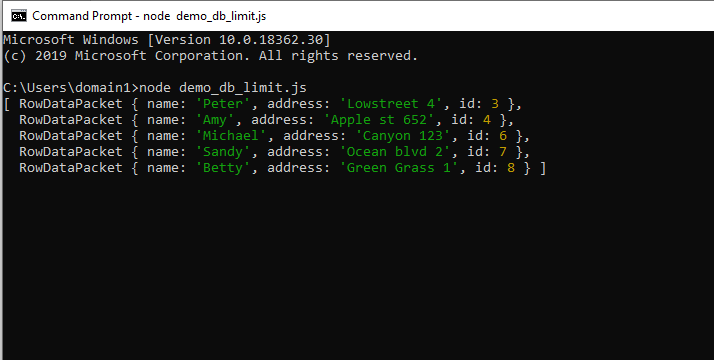 Command Prompt - node  demo_db_limit.js
Microsoft Windows [Version 10.0.18362.30]
(c) 2019 Microsoft Corporation. All rights reserved.
C:\Users\domain1>node demo_db_limit.js
[ RowDataPacket { name: 'Peter', address: 'Lowstreet 4', id: 3 },
  RowDataPacket { name: 'Amy', address: 'Apple st 652', id: 4 },
  RowDataPacket { name: 'Michael', address: 'Canyon 123', id: 6 },
  RowDataPacket { name: 'Sandy', address: 'Ocean blvd 2', id: 7 },
  RowDataPacket { name: 'Betty', address: 'Green Grass 1', id: 8 } ]